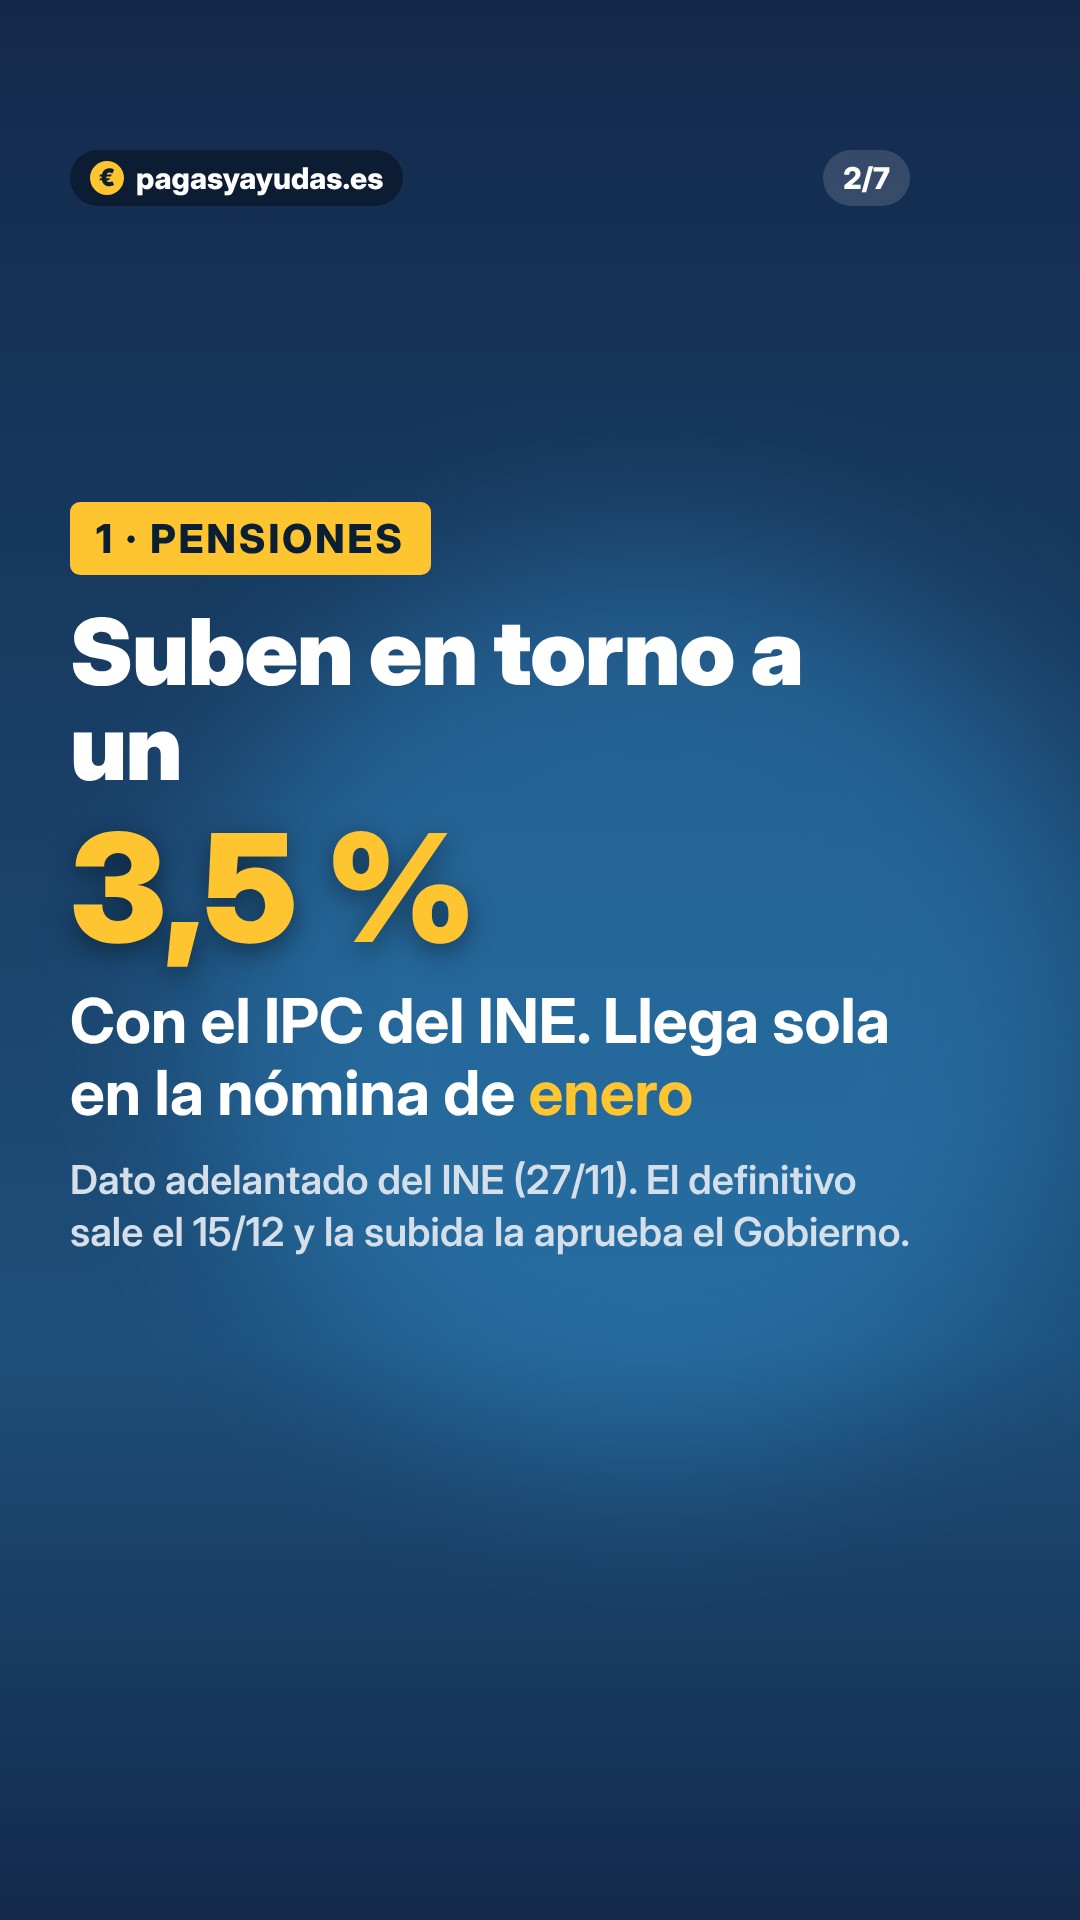 € pagasyayudas.es
2/7
1 · PENSIONES
Suben en torno a
un
3,5 %
Con el IPC del INE. Llega sola
en la nómina de enero
Dato adelantado del INE (27/11). El definitivo
sale el 15/12 y la subida la aprueba el Gobierno.